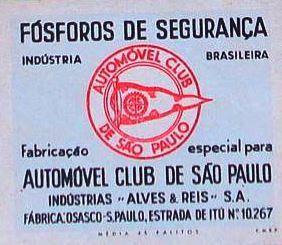 FÓSFOROS DE SEGURANÇA
INDÚSTRIA BRASILEIRA
AUTOMÓVEL CLUB
DE SÃO PAULO
Fabricação especial para
AUTOMÓVEL CLUB DE SÃO PAULO
INDÚSTRIAS "ALVES & REIS" S.A.
FÁBRICA:OSASCO-S.PAULO, ESTRADA DE ITÚ Nº 10.267
MÉDIA 45 PALITOS